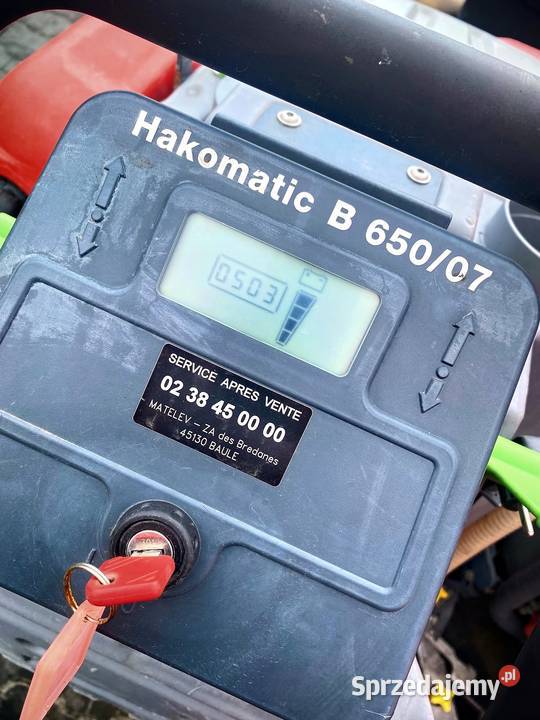 Hakomatic B 650/07
0503
SERVICE APRES VENTE
02 38 45 00 00
MATELEV - ZA des Bredanes
45130 BAULE
Sprzedajemy.pl